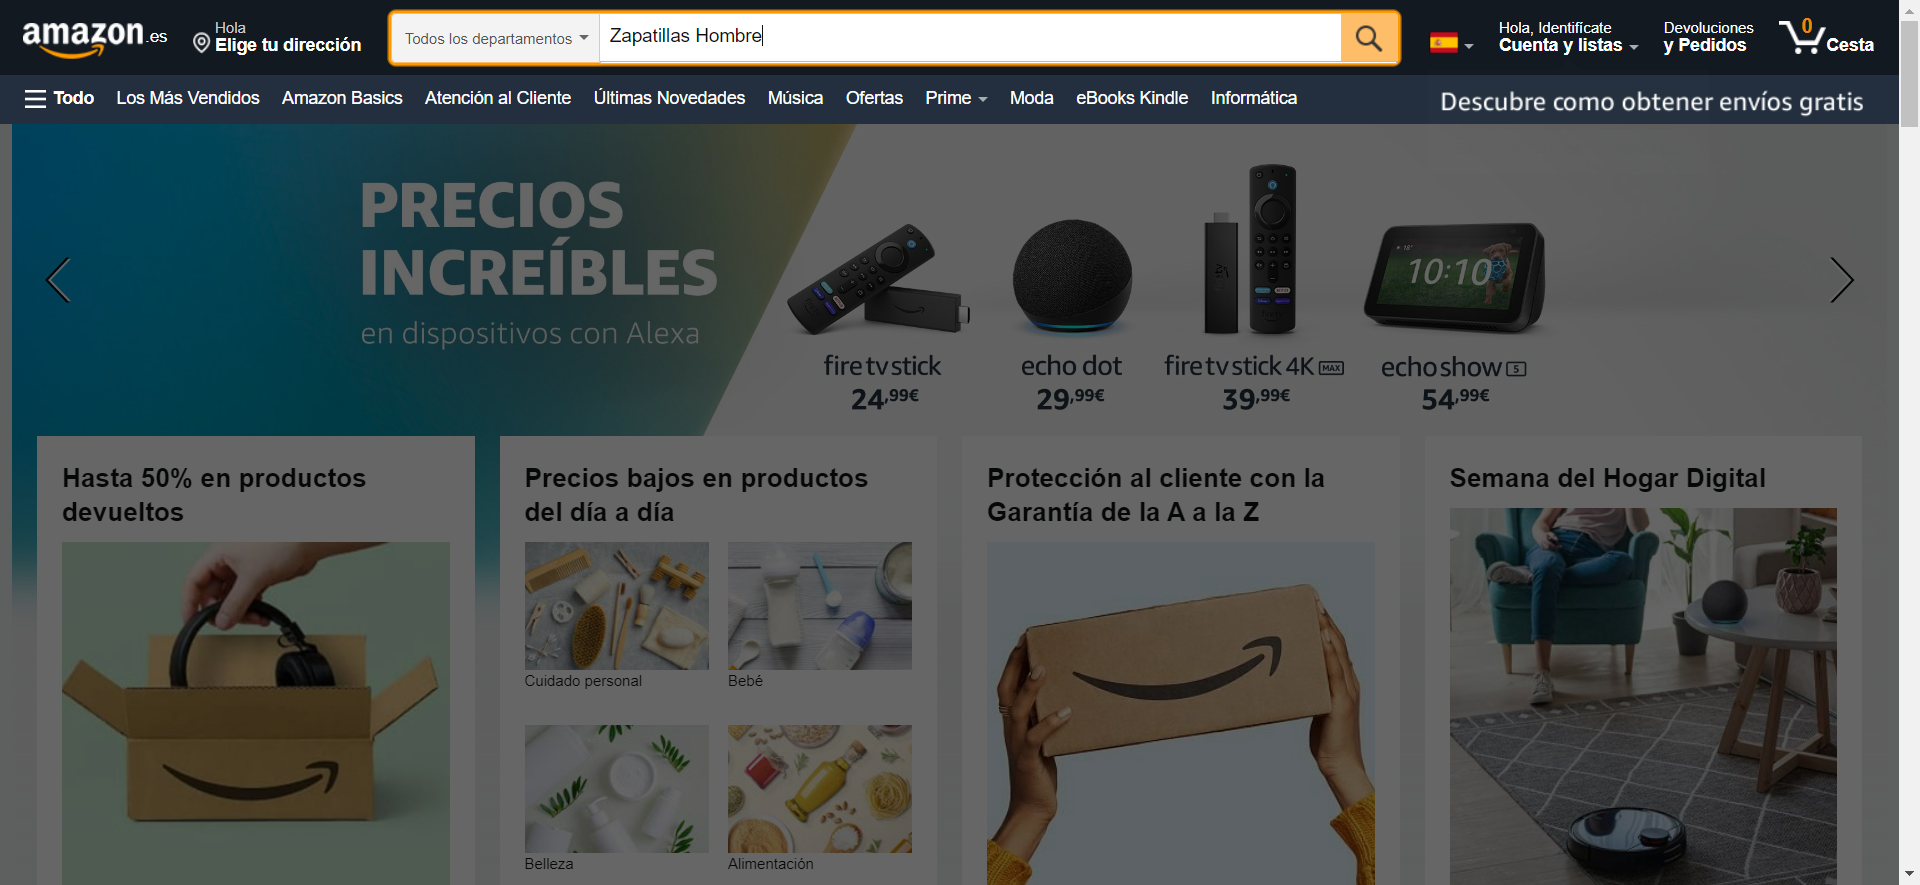 amazon.es
Hola
Elige tu dirección
Todos los departamentos
Zapatillas Hombre
Hola, Identifícate
Cuenta y listas
Devoluciones
y Pedidos
0
Cesta
Todo
Los Más Vendidos
Amazon Basics
Atención al Cliente
Últimas Novedades
Música
Ofertas
Prime
Moda
eBooks Kindle
Informática
Descubre como obtener envíos gratis
PRECIOS
INCREÍBLES
en dispositivos con Alexa
10:10
fire tv stick
24,99€
echo dot
29,99€
fire tv stick 4K MAX
39,99€
echo show 5
54,99€
Hasta 50% en productos
devueltos
Precios bajos en productos
del día a día
Cuidado personal
Bebé
Belleza
Alimentación
Protección al cliente con la
Garantía de la A a la Z
Semana del Hogar Digital